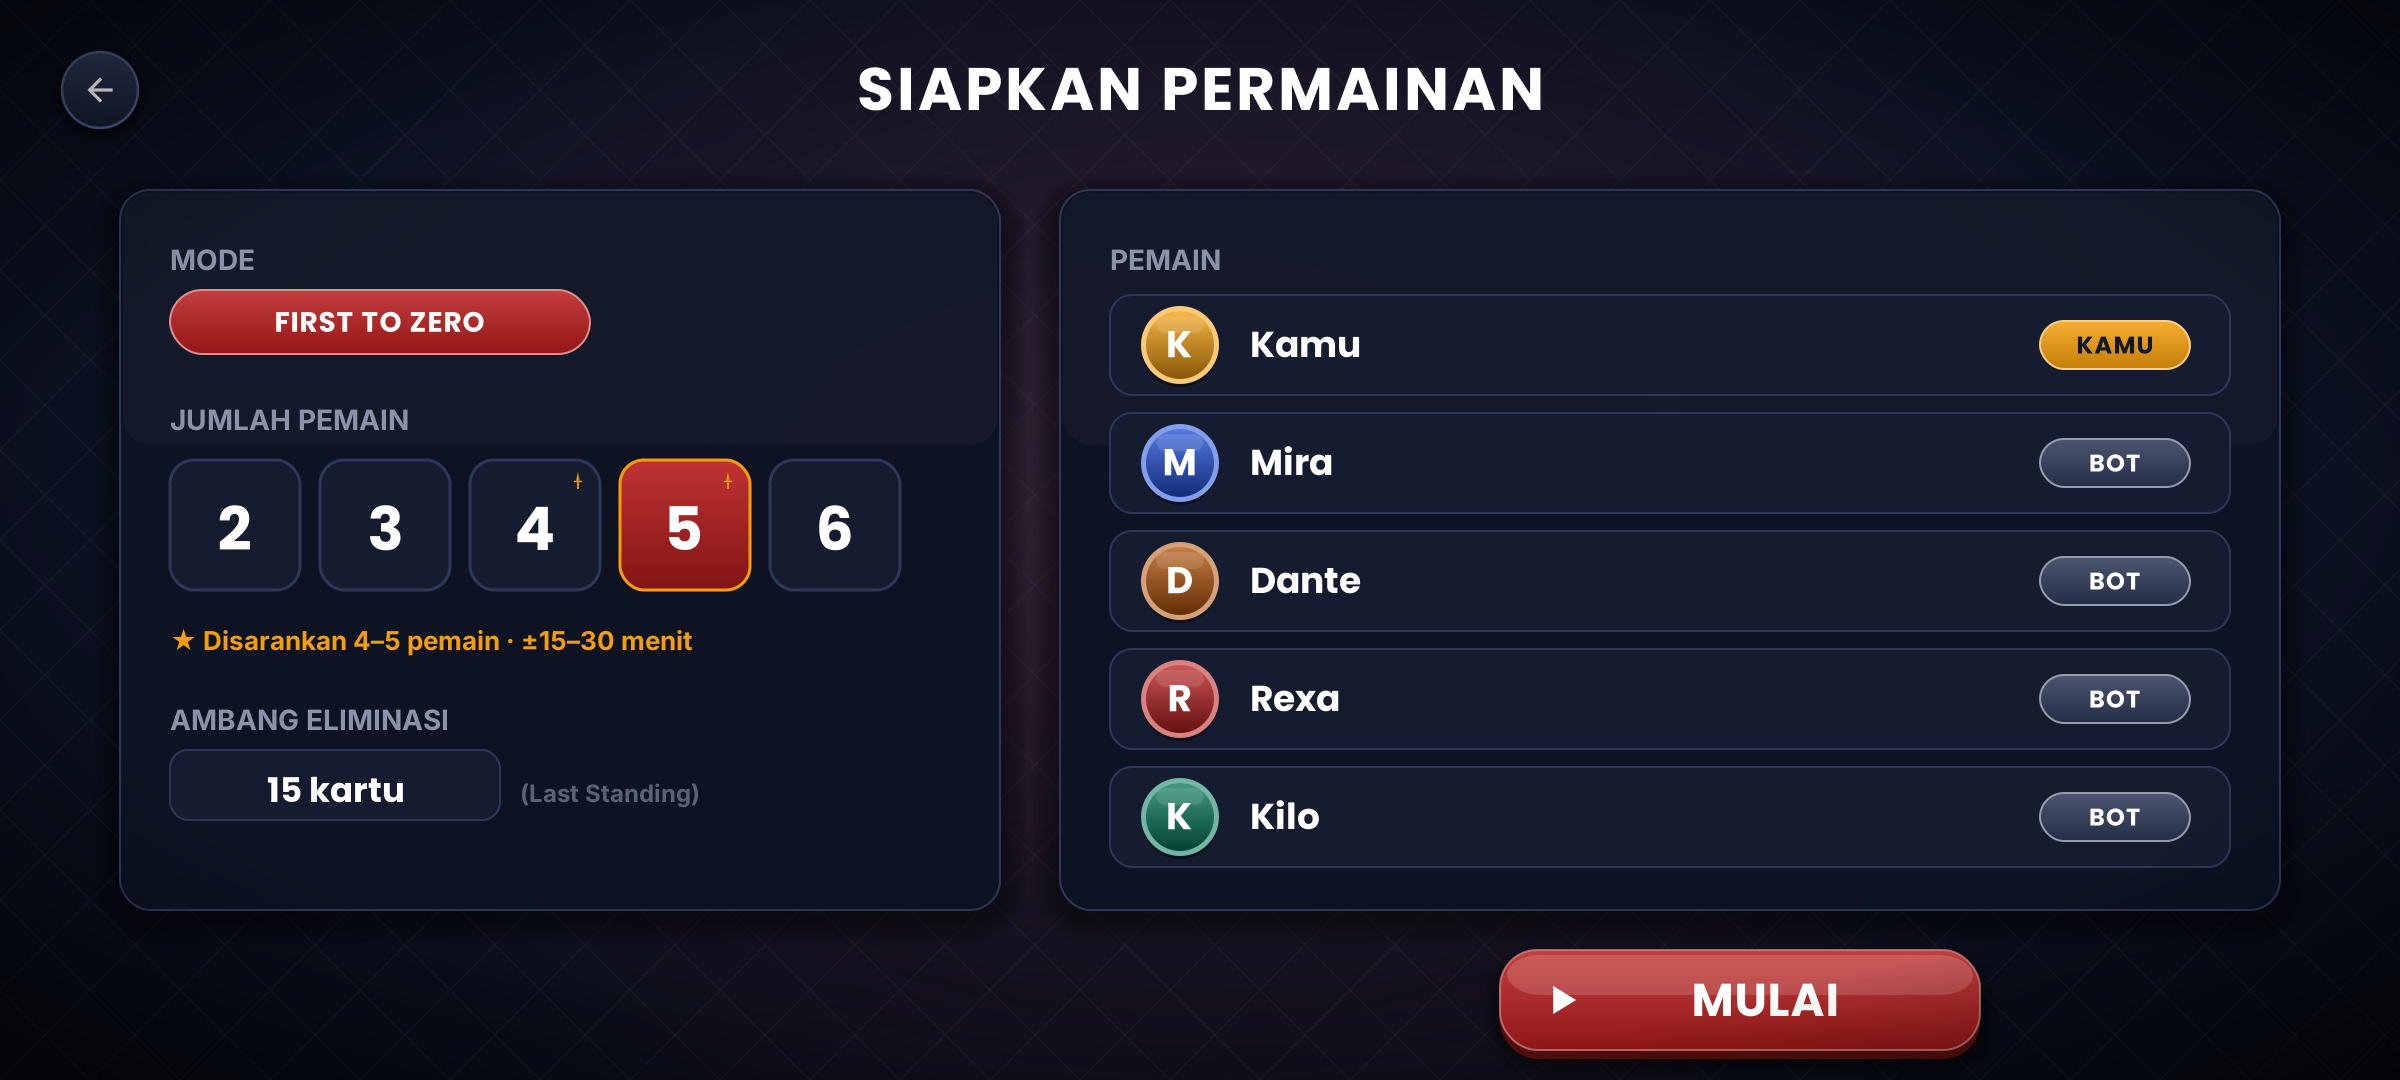 SIAPKAN PERMAINAN
MODE
FIRST TO ZERO
JUMLAH PEMAIN
2 3 4 5 6
★ Disarankan 4–5 pemain · ±15–30 menit
AMBANG ELIMINASI
15 kartu (Last Standing)
PEMAIN
K Kamu KAMU
M Mira BOT
D Dante BOT
R Rexa BOT
K Kilo BOT
MULAI